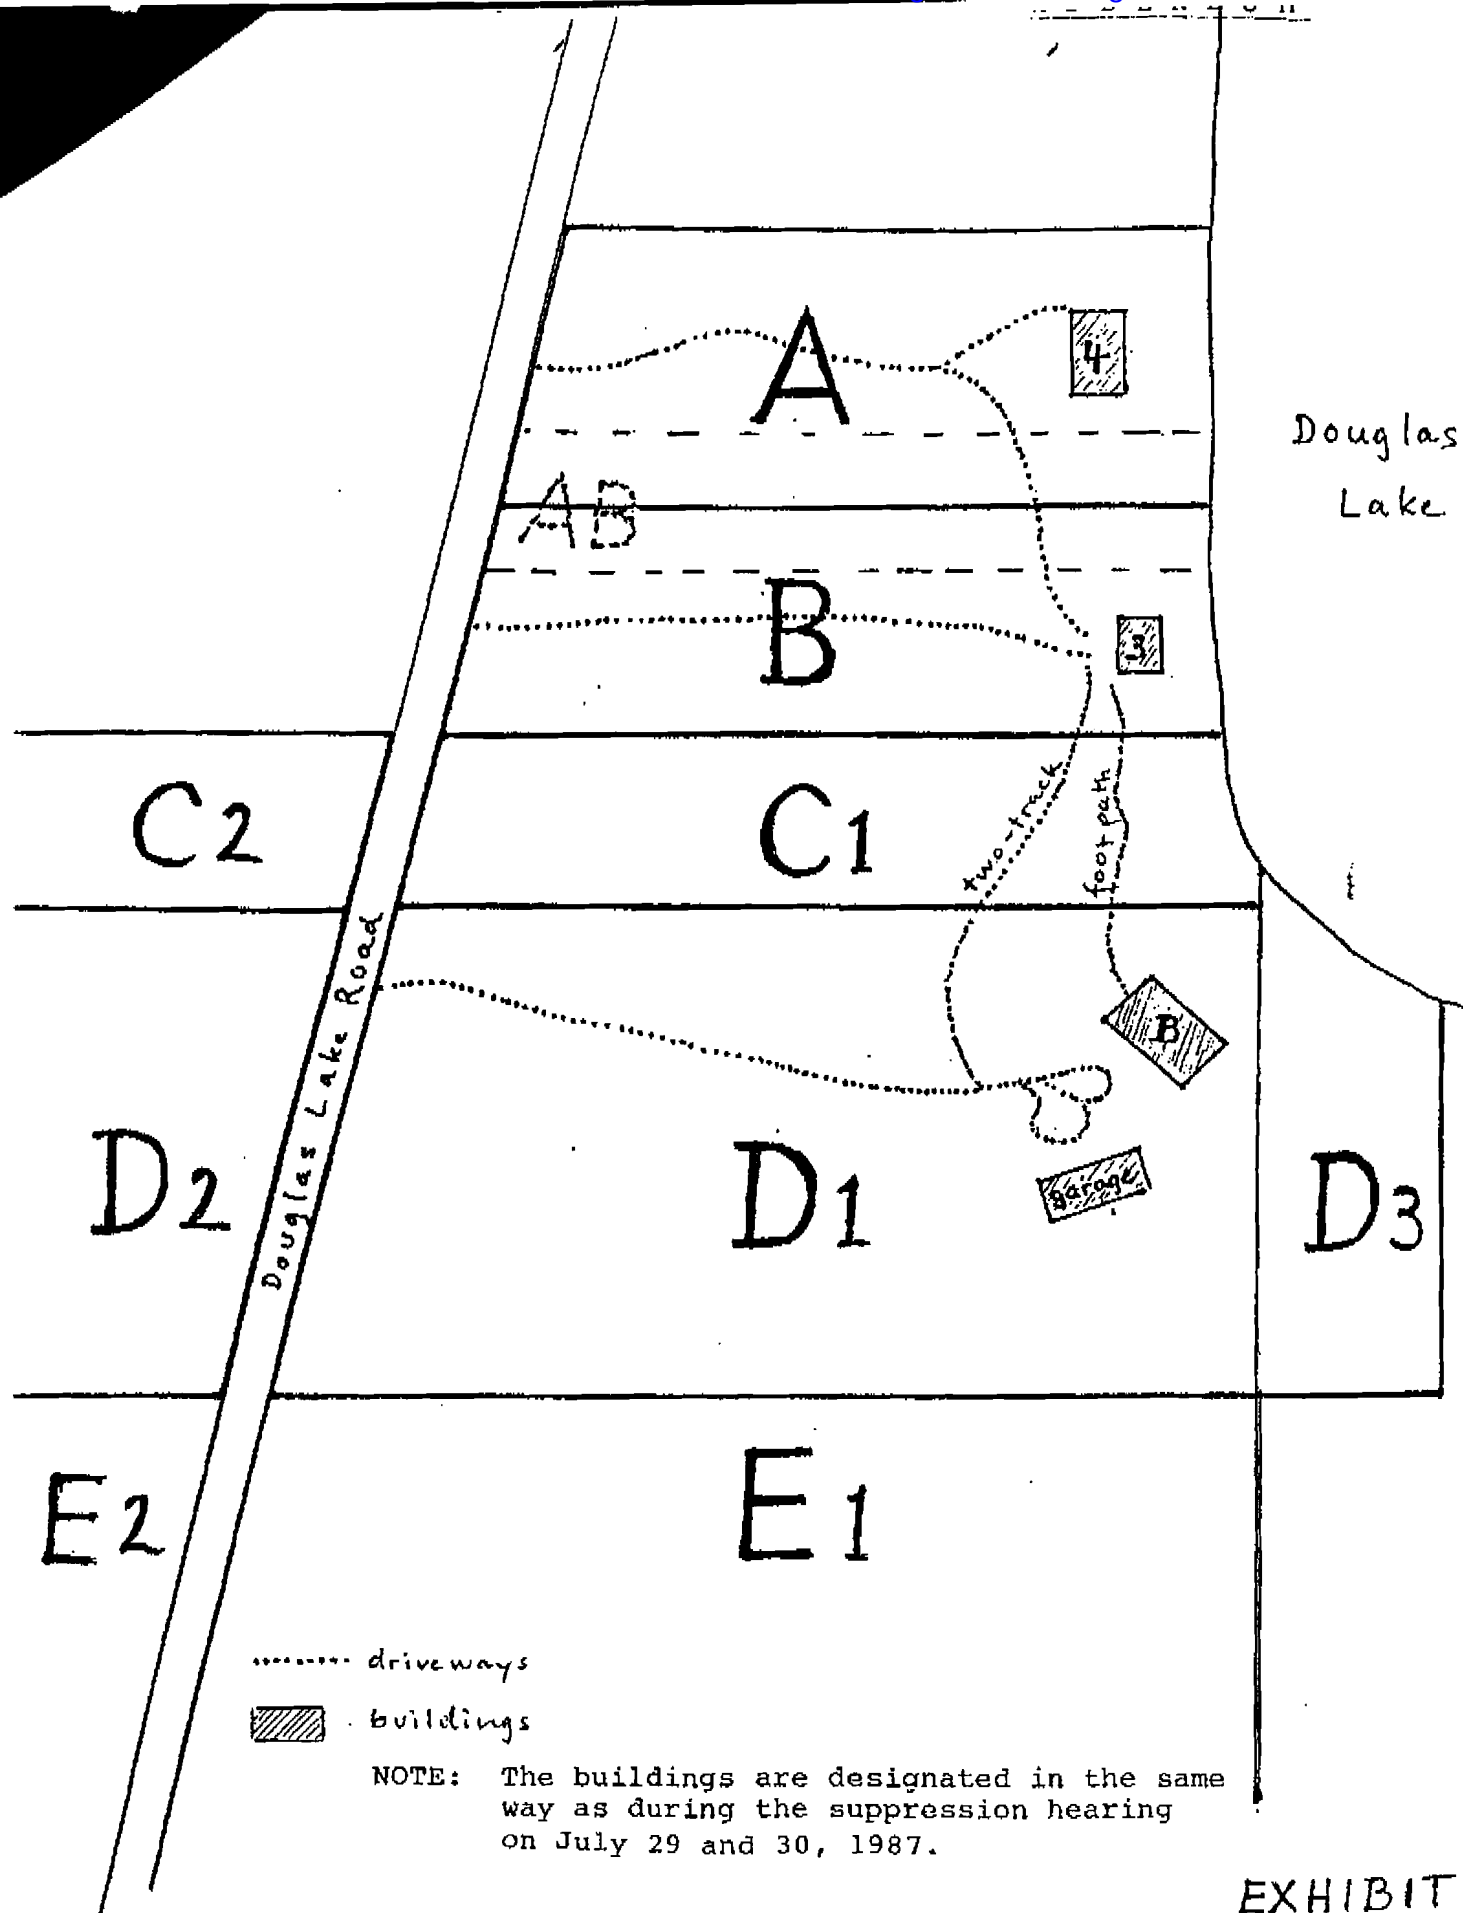 A
4
Douglas
Lake
AB
B
3
C2
C1
two-track
footpath
Douglas Lake Road
B
D2
D1
garage
D3
E2
E1
driveways
buildings
NOTE: The buildings are designated in the same
way as during the suppression hearing
on July 29 and 30, 1987.
EXHIBIT